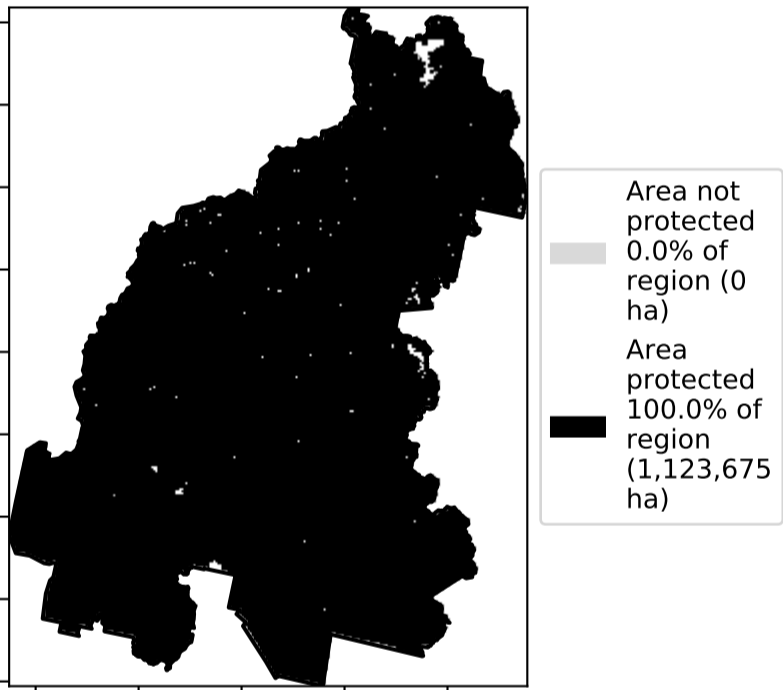 Area not
protected
0.0% of
region (0
ha)
Area
protected
100.0% of
region
(1,123,675
ha)